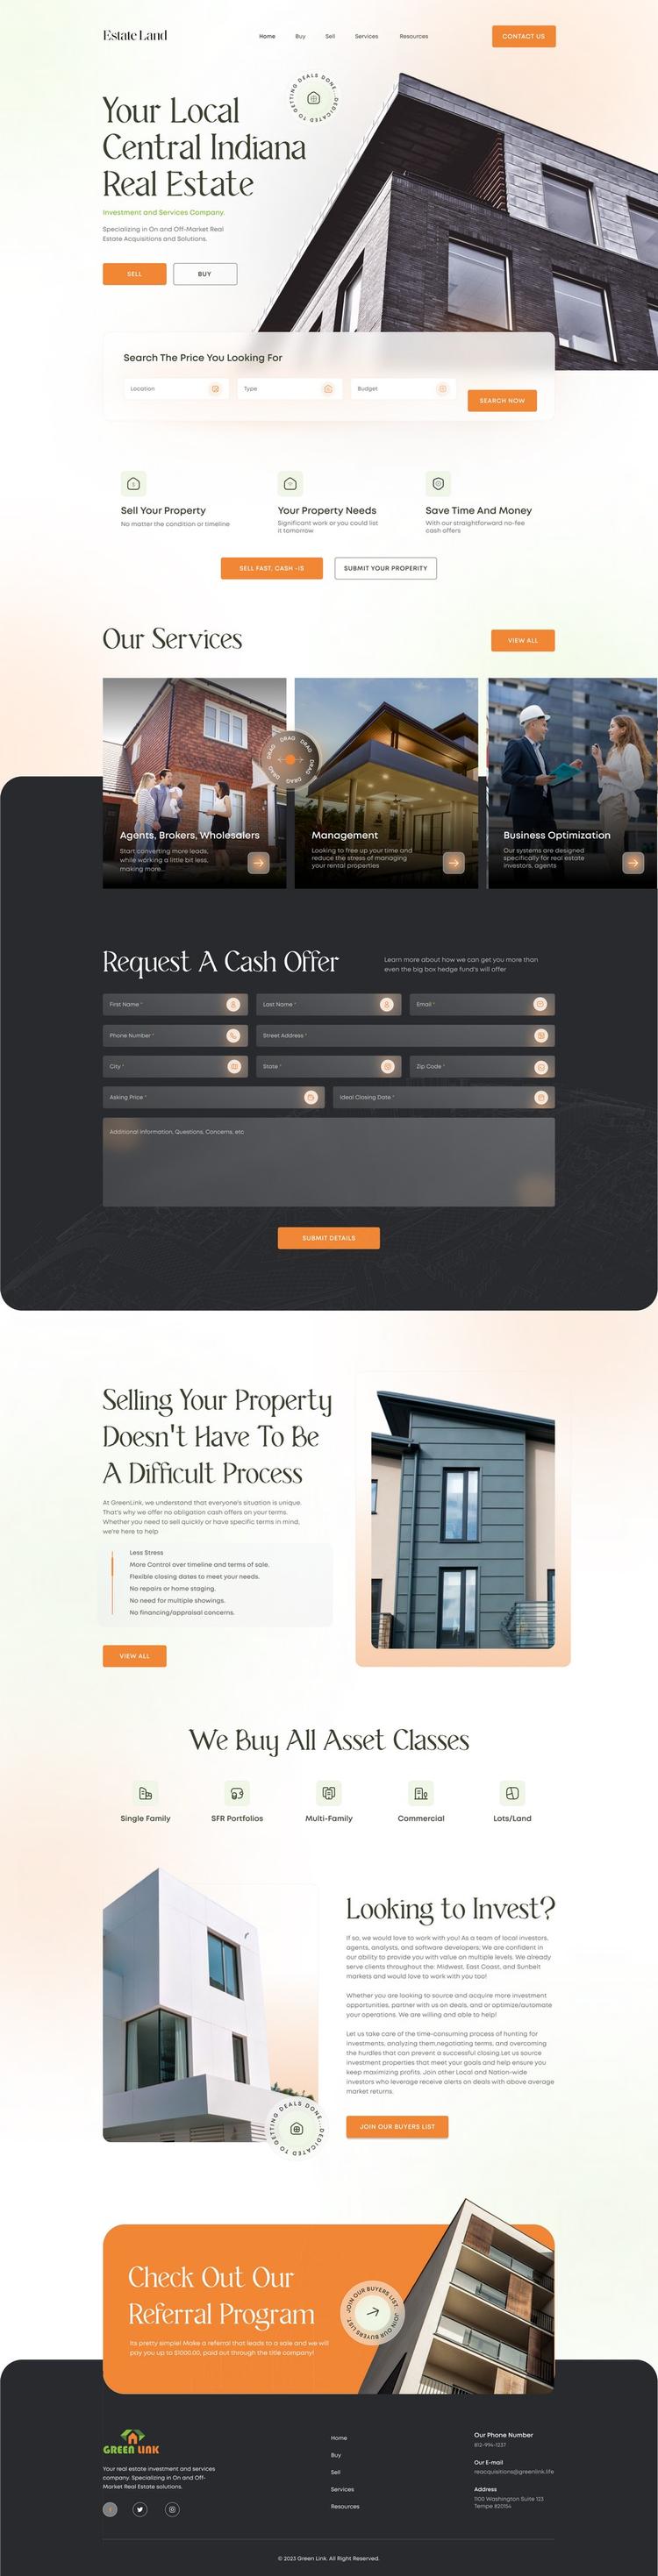 Estate Land
Home Buy Sell Services Resources
CONTACT US
DEDICATED TO GETTING DEALS DONE...
Your Local
Central Indiana
Real Estate
Investment and Services Company.
Specializing in On and Off-Market Real
Estate Acquisitions and Solutions.
SELL BUY
Search The Price You Looking For
Location Type Budget
SEARCH NOW
Sell Your Property
No matter the condition or timeline
Your Property Needs
Significant work or you could list
it tomorrow
Save Time And Money
With our straightforward no-fee
cash offers
SELL FAST, CASH -IS
SUBMIT YOUR PROPERITY
Our Services
VIEW ALL
DRAG DRAG DRAG DRAG
Agents, Brokers, Wholesalers
Start converting more leads,
while working a little bit less,
making more...
Management
Looking to free up your time and
reduce the stress of managing
your rental properties
Business Optimization
Our systems are designed
specifically for real estate
investors, agents
Request A Cash Offer
Learn more about how we can get you more than
even the big box hedge fund's will offer
First Name * Last Name * Email *
Phone Number * Street Address *
City * State * Zip Code *
Asking Price * Ideal Closing Date *
Additional Information, Questions, Concerns, etc
SUBMIT DETAILS
Selling Your Property
Doesn't Have To Be
A Difficult Process
At GreenLink, we understand that everyone's situation is unique.
That's why we offer no obligation cash offers on your terms.
Whether you need to sell quickly or have specific terms in mind,
we're here to help
Less Stress
More Control over timeline and terms of sale.
Flexible closing dates to meet your needs.
No repairs or home staging.
No need for multiple showings.
No financing/appraisal concerns.
VIEW ALL
We Buy All Asset Classes
Single Family
SFR Portfolios
Multi-Family
Commercial
Lots/Land
DEDICATED TO GETTING DEALS DONE...
Looking to Invest?
If so, we would love to work with you! As a team of local investors,
agents, analysts, and software developers; We are confident in
our ability to provide you with value on multiple levels. We already
serve clients throughout the: Midwest, East Coast, and Sunbelt
markets and would love to work with you too!
Whether you are looking to source and acquire more investment
opportunities, partner with us on deals, and or optimize/automate
your operations. We are willing and able to help!
Let us take care of the time-consuming process of hunting for
investments, analyzing them,negotiating terms, and overcoming
the hurdles that can prevent a successful closing.Let us source
investment properties that meet your goals and help ensure you
keep maximizing profits. Join other Local and Nation-wide
investors who leverage receive alerts on deals with above average
market returns.
JOIN OUR BUYERS LIST
Check Out Our
Referral Program
Its pretty simple! Make a referral that leads to a sale and we will
pay you up to $1000.00, paid out through the title company!
JOIN OUR BUYERS LIST. JOIN OUR BUYERS LIST.
GREEN LINK
Your real estate investment and services
company. Specializing in On and Off-
Market Real Estate solutions.
Home
Buy
Sell
Services
Resources
Our Phone Number
812-994-1237
Our E-mail
reacquisitions@greenlink.life
Address
1100 Washington Suite 123
Tempe #20154
© 2023 Green Link. All Right Reserved.